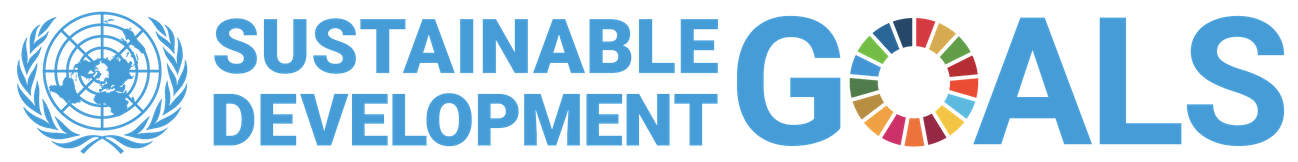 SUSTAINABLE
DEVELOPMENT
GOALS